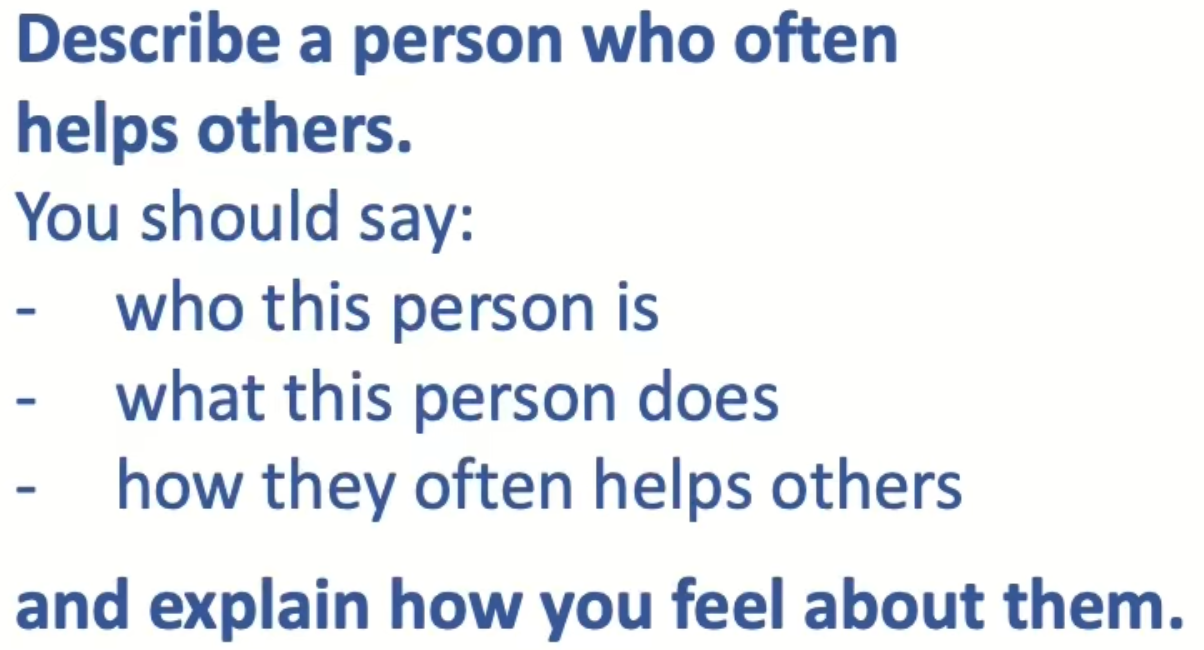 Describe a person who often
helps others.
You should say:
- who this person is
- what this person does
- how they often helps others
and explain how you feel about them.